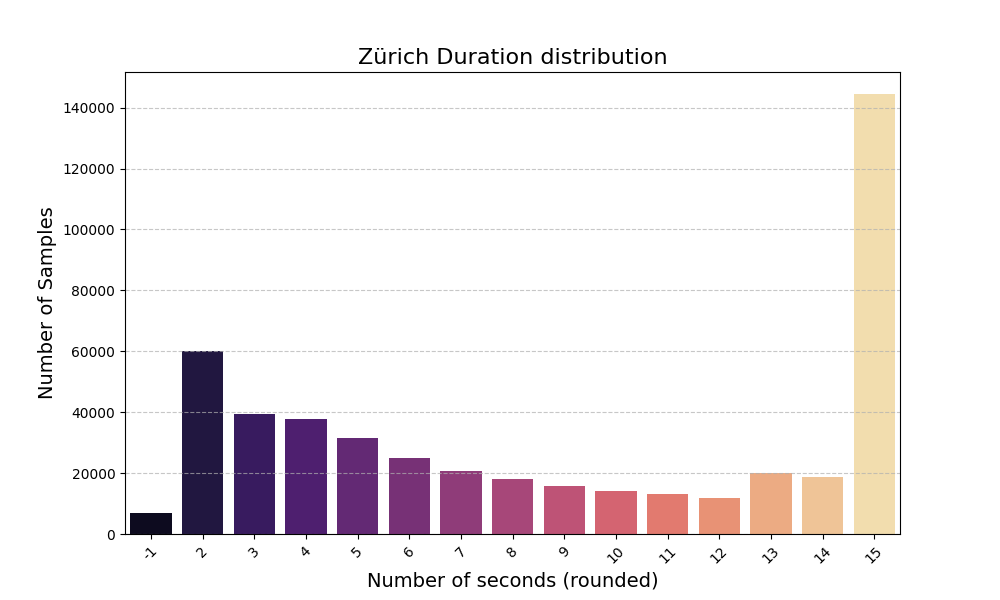 Zürich Duration distribution
Number of Samples
140000
120000
100000
80000
60000
40000
20000
0
-1 2 3 4 5 6 7 8 9 10 11 12 13 14 15
Number of seconds (rounded)